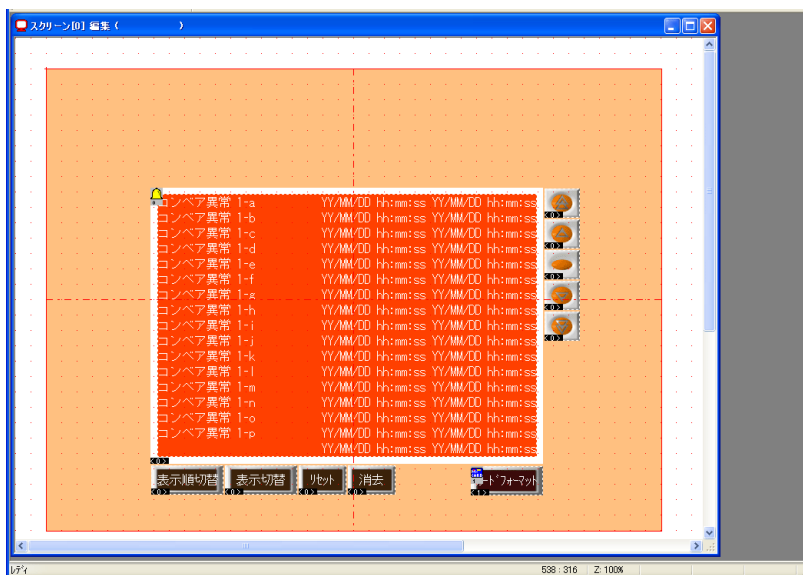 スクリーン[0] 編集 ( )
コンベア異常 1-a YY/MM/DD hh:mm:ss YY/MM/DD hh:mm:ss
コンベア異常 1-b YY/MM/DD hh:mm:ss YY/MM/DD hh:mm:ss
コンベア異常 1-c YY/MM/DD hh:mm:ss YY/MM/DD hh:mm:ss
コンベア異常 1-d YY/MM/DD hh:mm:ss YY/MM/DD hh:mm:ss
コンベア異常 1-e YY/MM/DD hh:mm:ss YY/MM/DD hh:mm:ss
コンベア異常 1-f YY/MM/DD hh:mm:ss YY/MM/DD hh:mm:ss
コンベア異常 1-g YY/MM/DD hh:mm:ss YY/MM/DD hh:mm:ss
コンベア異常 1-h YY/MM/DD hh:mm:ss YY/MM/DD hh:mm:ss
コンベア異常 1-i YY/MM/DD hh:mm:ss YY/MM/DD hh:mm:ss
コンベア異常 1-j YY/MM/DD hh:mm:ss YY/MM/DD hh:mm:ss
コンベア異常 1-k YY/MM/DD hh:mm:ss YY/MM/DD hh:mm:ss
コンベア異常 1-l YY/MM/DD hh:mm:ss YY/MM/DD hh:mm:ss
コンベア異常 1-m YY/MM/DD hh:mm:ss YY/MM/DD hh:mm:ss
コンベア異常 1-n YY/MM/DD hh:mm:ss YY/MM/DD hh:mm:ss
コンベア異常 1-o YY/MM/DD hh:mm:ss YY/MM/DD hh:mm:ss
コンベア異常 1-p YY/MM/DD hh:mm:ss YY/MM/DD hh:mm:ss
YY/MM/DD hh:mm:ss YY/MM/DD hh:mm:ss
<0>
<0>
<0>
<0>
<0>
<0>
表示順切替 表示切替 リセット 消去 ードフォーマット
<0> <0> <0> <0> <1>
レディ 538 : 316 Z: 100%